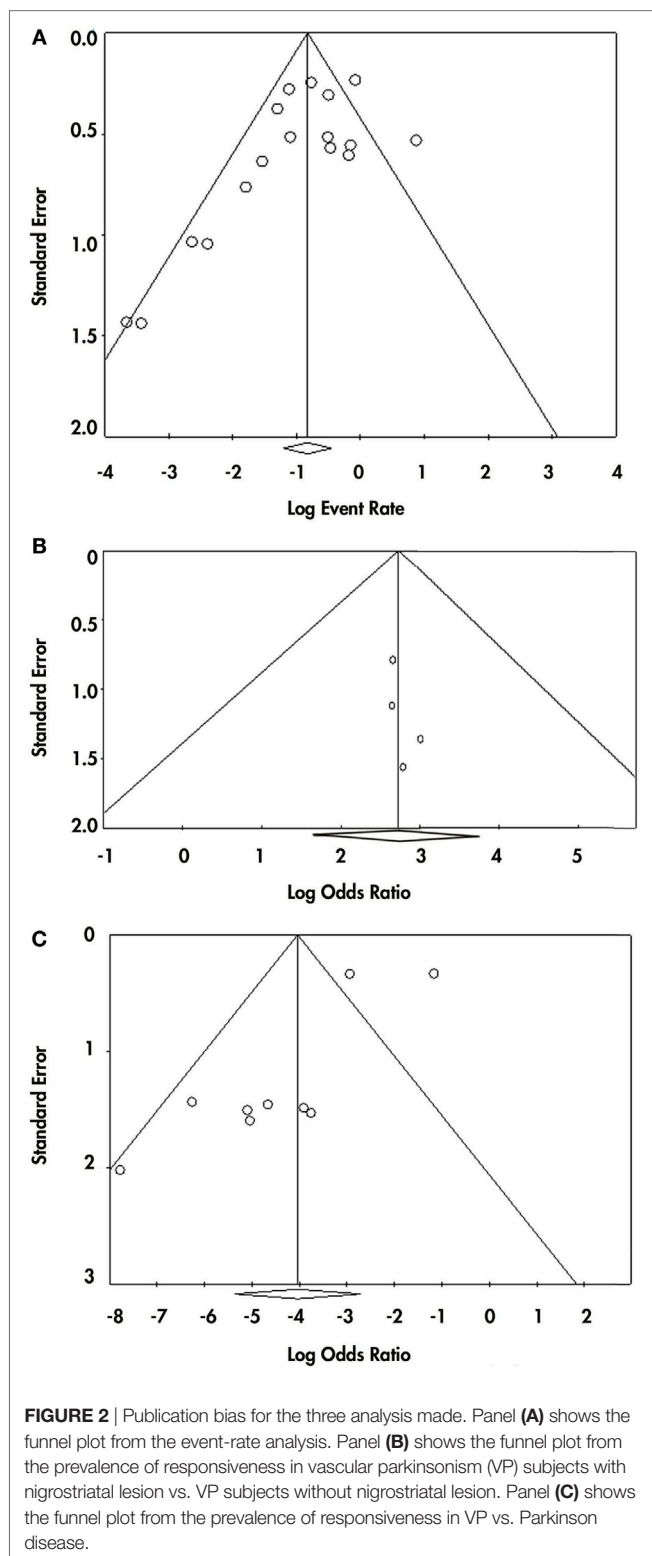 A
0.0
0.5
1.0
1.5
2.0
Standard Error
-4 -3 -2 -1 0 1 2 3 4
Log Event Rate
B
0
0.5
1.0
1.5
2.0
Standard Error
-1 0 1 2 3 4 5
Log Odds Ratio
C
0
1
2
3
Standard Error
-8 -7 -6 -5 -4 -3 -2 -1 0 1 2
Log Odds Ratio
FIGURE 2 | Publication bias for the three analysis made. Panel (A) shows the
funnel plot from the event-rate analysis. Panel (B) shows the funnel plot from
the prevalence of responsiveness in vascular parkinsonism (VP) subjects with
nigrostriatal lesion vs. VP subjects without nigrostriatal lesion. Panel (C) shows
the funnel plot from the prevalence of responsiveness in VP vs. Parkinson
disease.